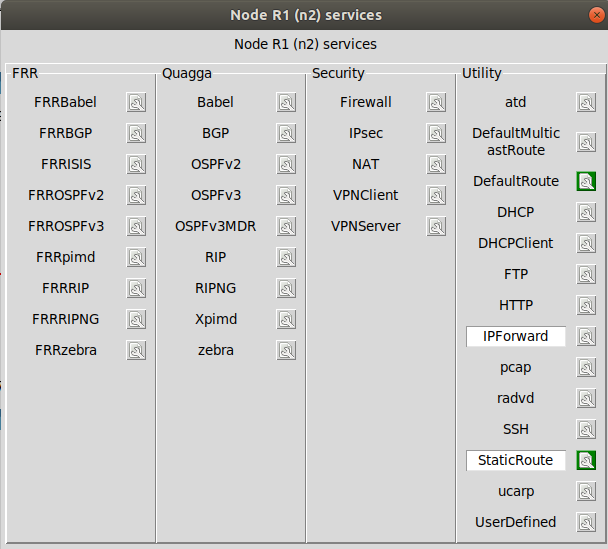 Node R1 (n2) services
Node R1 (n2) services
FRR
FRRBabel
FRRBGP
FRRISIS
FRROSPFv2
FRROSPFv3
FRRpimd
FRRRIP
FRRRIPNG
FRRzebra
Quagga
Babel
BGP
OSPFv2
OSPFv3
OSPFv3MDR
RIP
RIPNG
Xpimd
zebra
Security
Firewall
IPsec
NAT
VPNClient
VPNServer
Utility
atd
DefaultMultic
astRoute
DefaultRoute
DHCP
DHCPClient
FTP
HTTP
IPForward
pcap
radvd
SSH
StaticRoute
ucarp
UserDefined